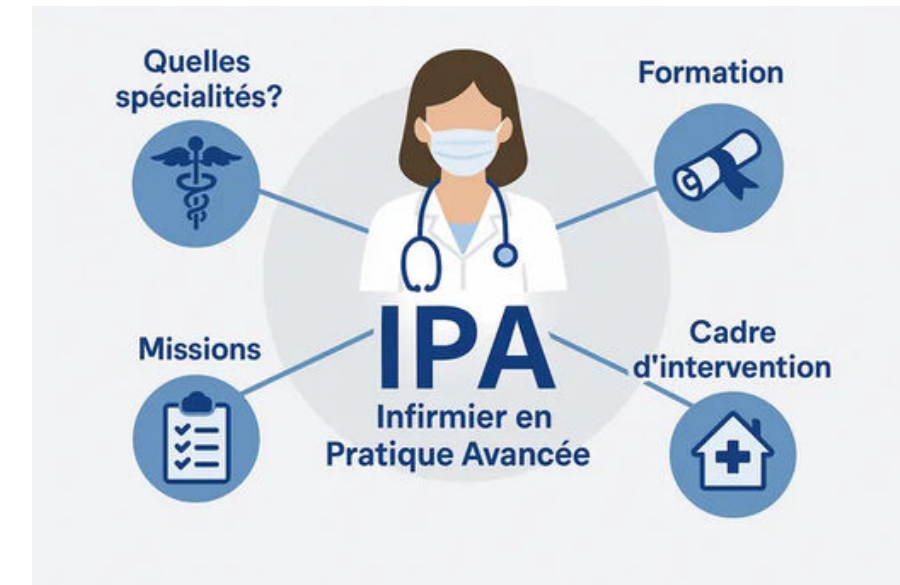 Quelles
spécialités?
Formation
Missions
IPA
Infirmier en
Pratique Avancée
Cadre
d'intervention